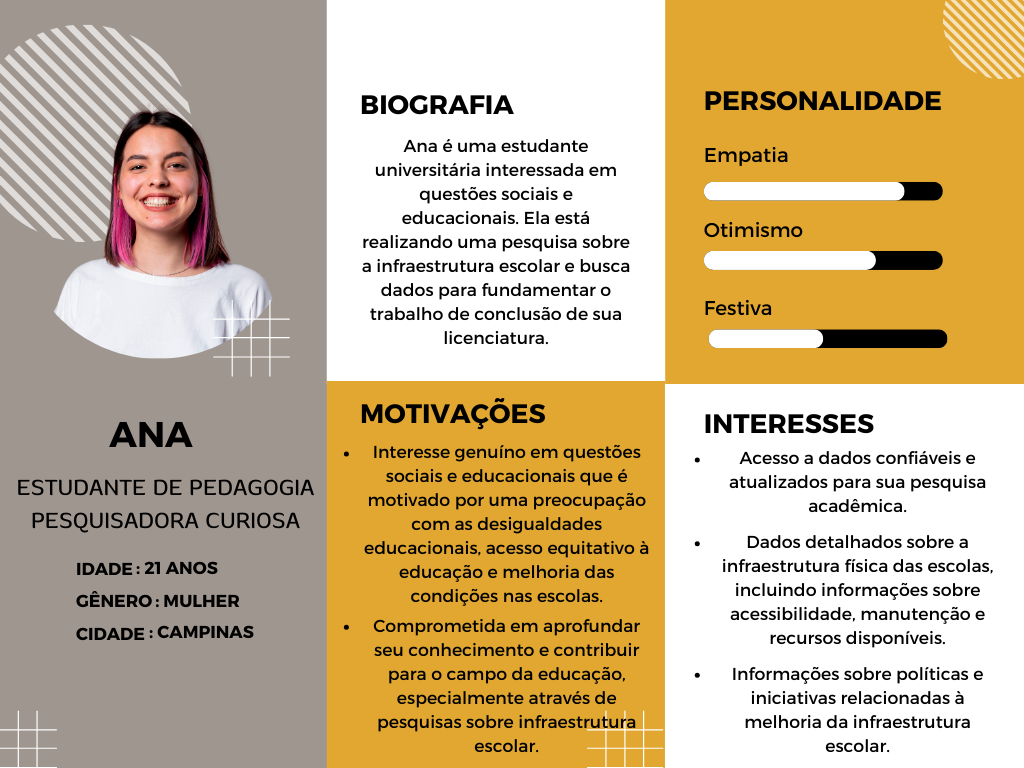 ANA
ESTUDANTE DE PEDAGOGIA
PESQUISADORA CURIOSA
IDADE : 21 ANOS
GÊNERO : MULHER
CIDADE : CAMPINAS
BIOGRAFIA
Ana é uma estudante
universitária interessada em
questões sociais e
educacionais. Ela está
realizando uma pesquisa sobre
a infraestrutura escolar e busca
dados para fundamentar o
trabalho de conclusão de sua
licenciatura.
MOTIVAÇÕES
• Interesse genuíno em questões
sociais e educacionais que é
motivado por uma preocupação
com as desigualdades
educacionais, acesso equitativo à
educação e melhoria das
condições nas escolas.
• Comprometida em aprofundar
seu conhecimento e contribuir
para o campo da educação,
especialmente através de
pesquisas sobre infraestrutura
escolar.
PERSONALIDADE
Empatia
Otimismo
Festiva
INTERESSES
• Acesso a dados confiáveis e
atualizados para sua pesquisa
acadêmica.
• Dados detalhados sobre a
infraestrutura física das escolas,
incluindo informações sobre
acessibilidade, manutenção e
recursos disponíveis.
• Informações sobre políticas e
iniciativas relacionadas à
melhoria da infraestrutura
escolar.